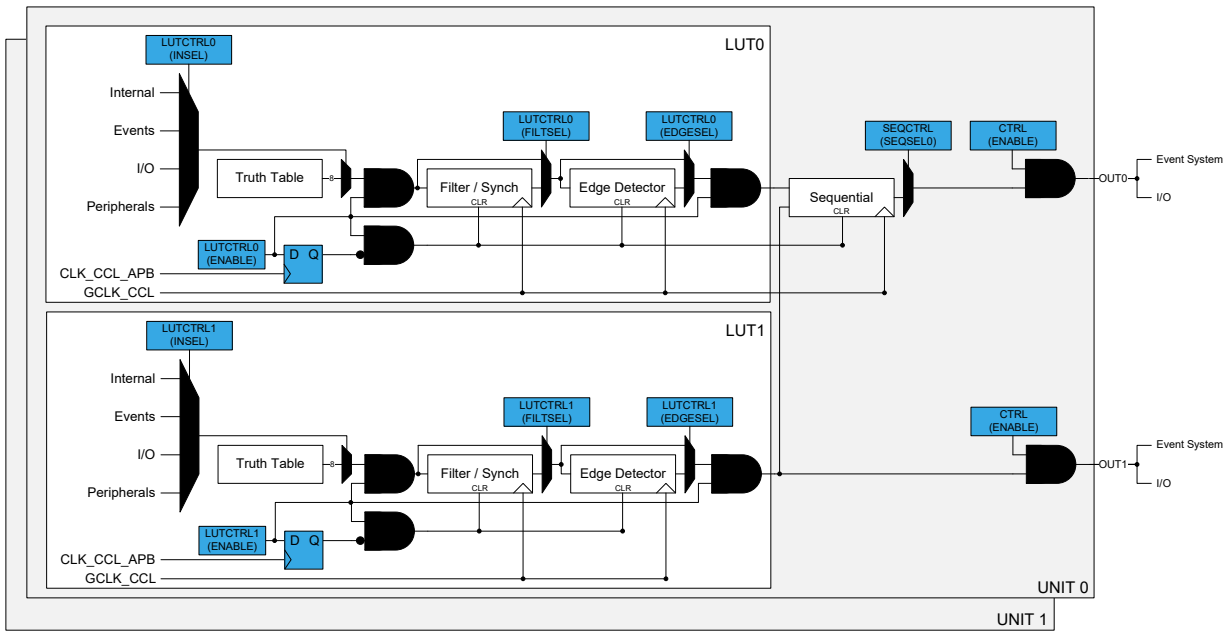 LUT0
LUTCTRL0
(INSEL)
Internal
Events
I/O
Peripherals
Truth Table
8
LUTCTRL0
(FILTSEL)
LUTCTRL0
(EDGESEL)
Filter / Synch
CLR
Edge Detector
CLR
LUTCTRL0
(ENABLE)
D Q
CLK_CCL_APB
GCLK_CCL
SEQCTRL
(SEQSEL0)
Sequential
CLR
CTRL
(ENABLE)
OUT0
Event System
I/O
LUT1
LUTCTRL1
(INSEL)
Internal
Events
I/O
Peripherals
Truth Table
8
LUTCTRL1
(FILTSEL)
LUTCTRL1
(EDGESEL)
Filter / Synch
CLR
Edge Detector
CLR
LUTCTRL1
(ENABLE)
D Q
CLK_CCL_APB
GCLK_CCL
CTRL
(ENABLE)
OUT1
Event System
I/O
UNIT 0
UNIT 1